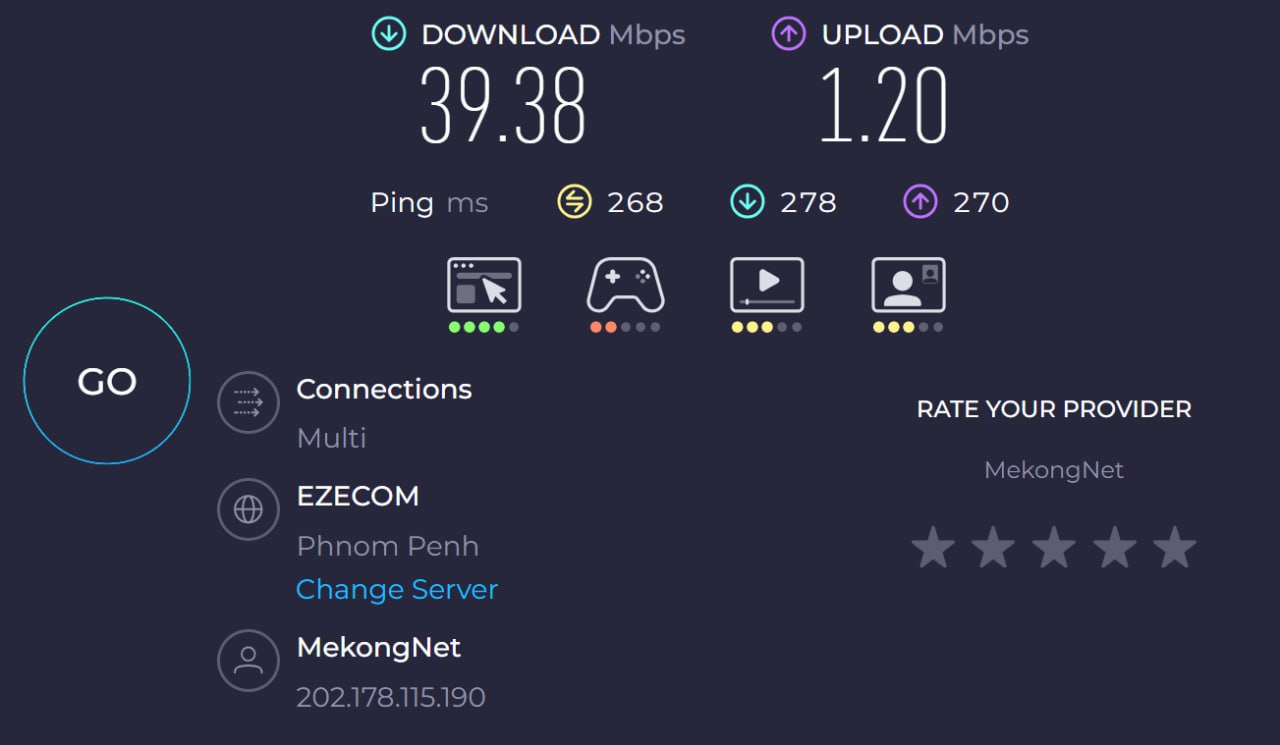 DOWNLOAD Mbps
UPLOAD Mbps
39.38
1.20
Ping ms 268 278 270
GO
Connections
Multi
EZECOM
Phnom Penh
Change Server
MekongNet
202.178.115.190
RATE YOUR PROVIDER
MekongNet